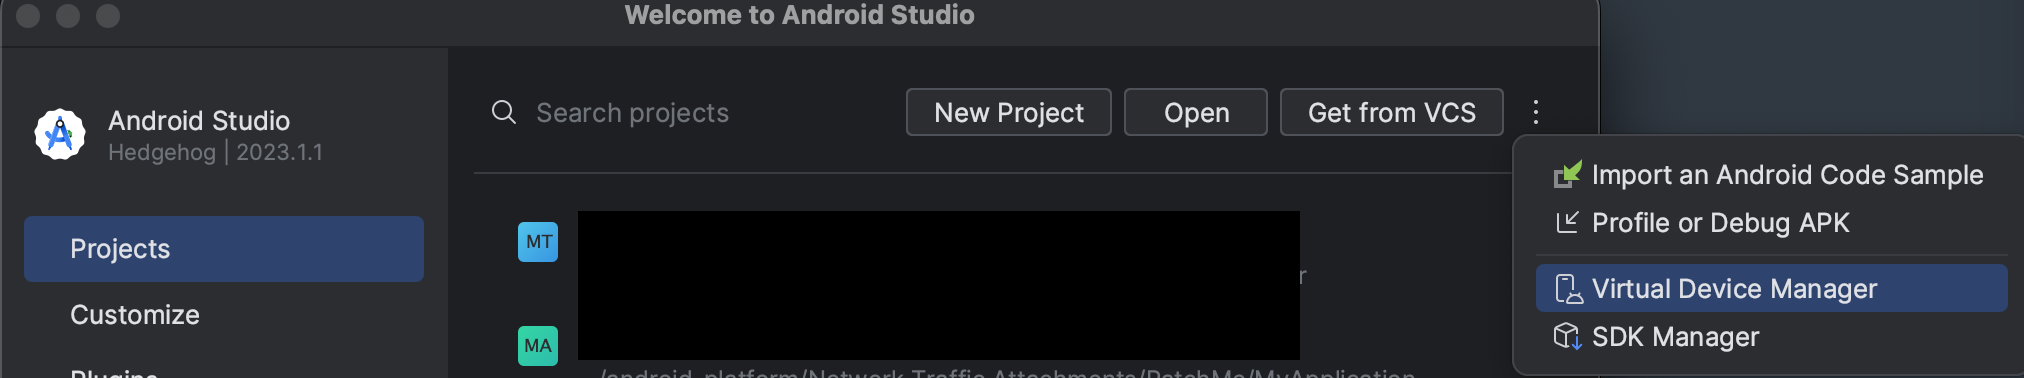 Welcome to Android Studio
Android Studio
Hedgehog | 2023.1.1
Search projects
New Project
Open
Get from VCS
Import an Android Code Sample
Profile or Debug APK
Virtual Device Manager
SDK Manager
Projects
Customize
Plugins
MT
r
MA
/android_platform/Network Traffic Attachments/PatchMe/MyApplication